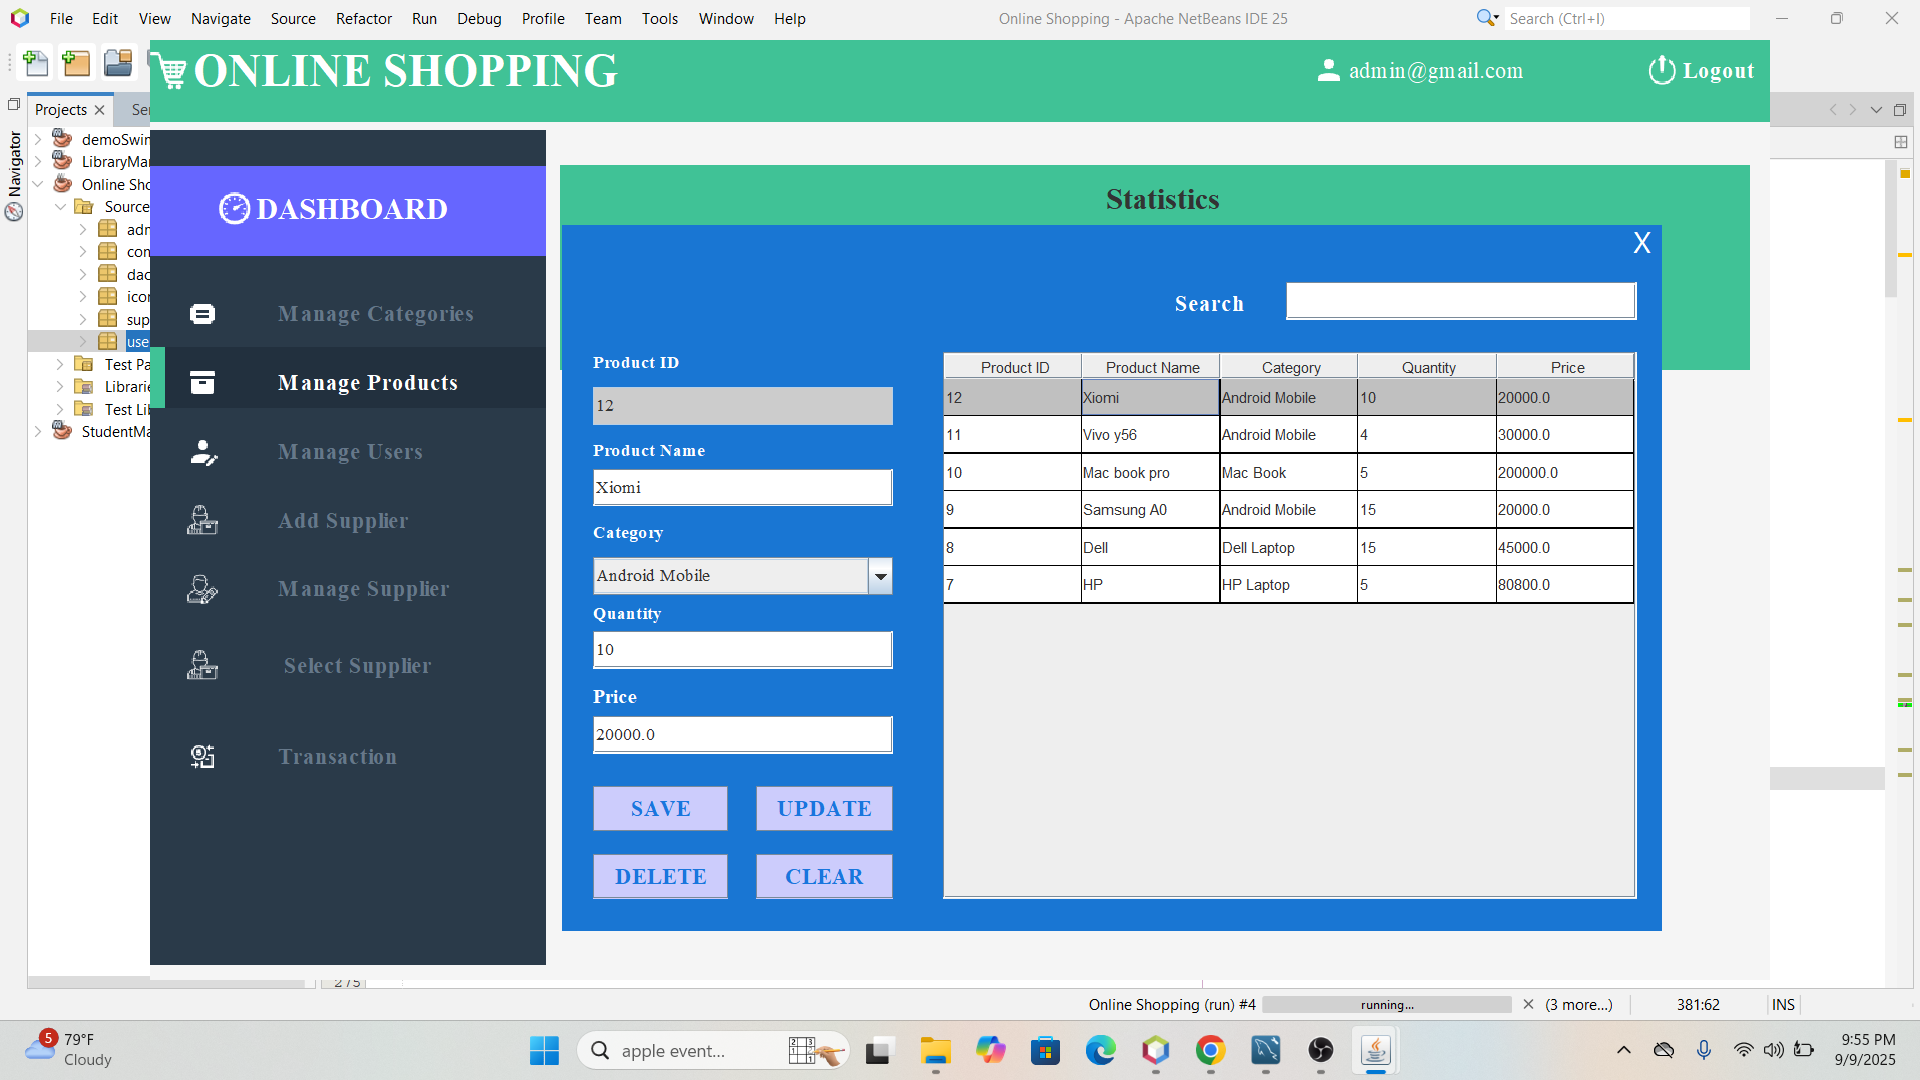 File Edit View Navigate Source Refactor Run Debug Profile Team Tools Window Help
Online Shopping - Apache NetBeans IDE 25
Search (Ctrl+I)
ONLINE SHOPPING
admin@gmail.com
Logout
Projects
Ser
Navigator
demoSwin
LibraryMar
Online Sho
Source
adn
con
dao
icon
sup
use
Test Pa
Librarie
Test Lib
StudentMa
DASHBOARD
Manage Categories
Manage Products
Manage Users
Add Supplier
Manage Supplier
Select Supplier
Transaction
Statistics
X
Search
Product ID
12
Product Name
Xiomi
Category
Android Mobile
Quantity
10
Price
20000.0
SAVE UPDATE
DELETE CLEAR
Product ID Product Name Category Quantity Price
12 Xiomi Android Mobile 10 20000.0
11 Vivo y56 Android Mobile 4 30000.0
10 Mac book pro Mac Book 5 200000.0
9 Samsung A0 Android Mobile 15 20000.0
8 Dell Dell Laptop 15 45000.0
7 HP HP Laptop 5 80800.0
275
Online Shopping (run) #4 running... (3 more...) 381:62 INS
5
79°F
Cloudy
apple event...
9:55 PM
9/9/2025